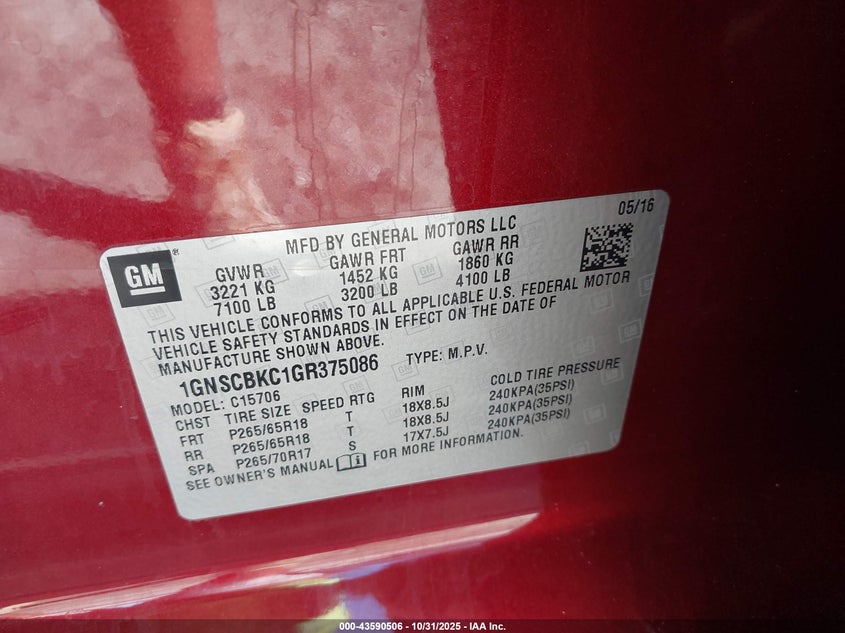 05/16
MFD BY GENERAL MOTORS LLC
GM®
GVWR GAWR FRT GAWR RR
3221 KG 1452 KG 1860 KG
7100 LB 3200 LB 4100 LB
THIS VEHICLE CONFORMS TO ALL APPLICABLE U.S. FEDERAL MOTOR
VEHICLE SAFETY STANDARDS IN EFFECT ON THE DATE OF
MANUFACTURE SHOWN ABOVE.
1GNSCBKC1GR375086 TYPE: M.P.V.
MODEL: C15706
CHST TIRE SIZE SPEED RTG RIM COLD TIRE PRESSURE
FRT P265/65R18 T 18X8.5J 240KPA(35PSI)
RR P265/65R18 T 18X8.5J 240KPA(35PSI)
SPA P265/70R17 S 17X7.5J 240KPA(35PSI)
SEE OWNER'S MANUAL FOR MORE INFORMATION.
000-43590506 - 10/31/2025 - IAA Inc.